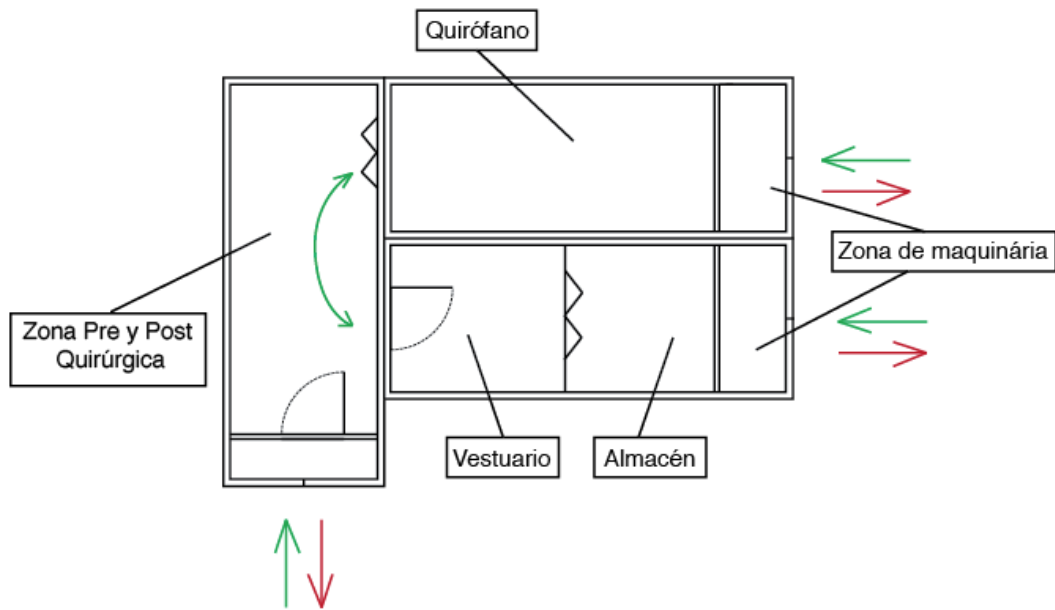 Quirófano
Zona de maquinária
Zona Pre y Post
Quirúrgica
Vestuario
Almacén